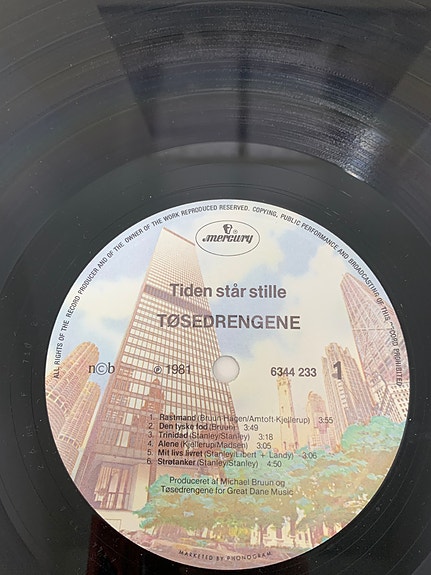 ALL RIGHTS OF THE RECORD PRODUCER AND OF THE OWNER OF THE WORK REPRODUCED RESERVED. COPYING, PUBLIC PERFORMANCE AND BROADCASTING OF THIS RECORD PROHIBITED
mercury
Tiden står stille
TØSEDRENGENE
n©b ℗ 1981 6344 233 1
1. Rastmand (Bruun Hagen/Amtoft-Kjellerup) 3:55
2. Den tyske tod (Bruun) 3:49
3. Trinidad (Stanley/Stanley) 3:18
4. Alene (Kjellerup/Madsen) 3:05
5. Mit livs livret (Stanley/Libert + Landy) 3:06
6. Strøtanker (Stanley/Stanley) 4:50
Produceret af Michael Bruun og
Tøsedrengene for Great Dane Music
MARKETED BY PHONOGRAM